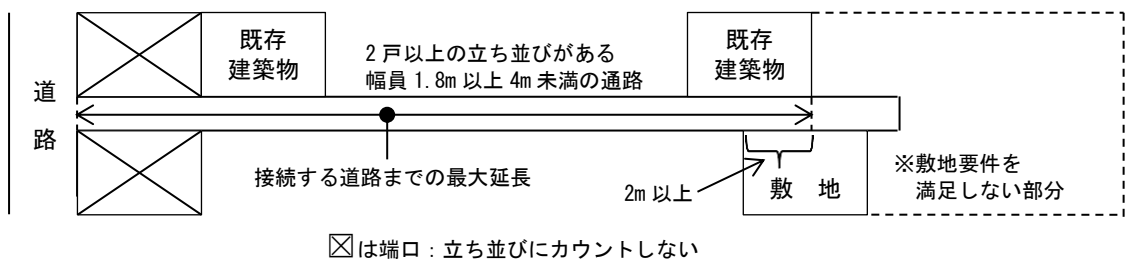 道路
既存
建築物
2戸以上の立ち並びがある
幅員1.8m以上4m未満の通路
既存
建築物
接続する道路までの最大延長
2m以上
敷 地
※敷地要件を
満足しない部分
☒は端口:立ち並びにカウントしない